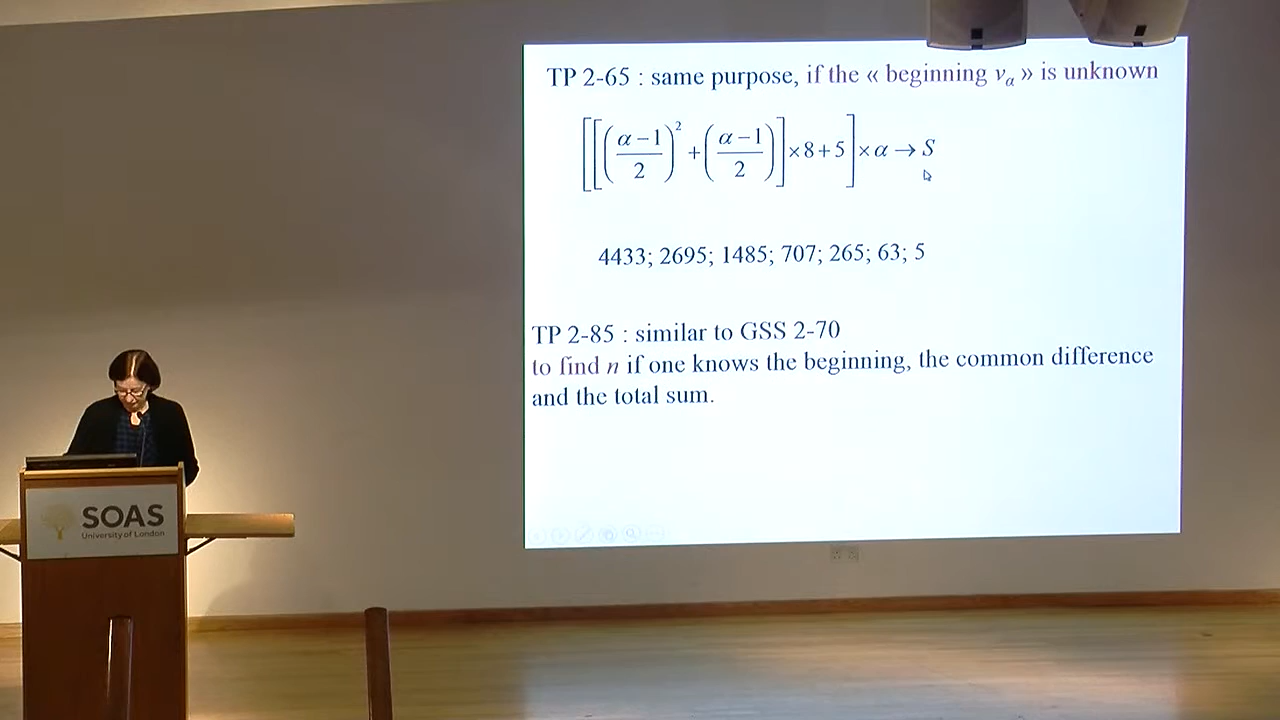 TP 2-65 : same purpose, if the « beginning vα » is unknown
[[((α−1)/2)² + ((α−1)/2)] ×8+5] ×α → S
4433; 2695; 1485; 707; 265; 63; 5
TP 2-85 : similar to GSS 2-70
to find n if one knows the beginning, the common difference
and the total sum.
SOAS
University of London